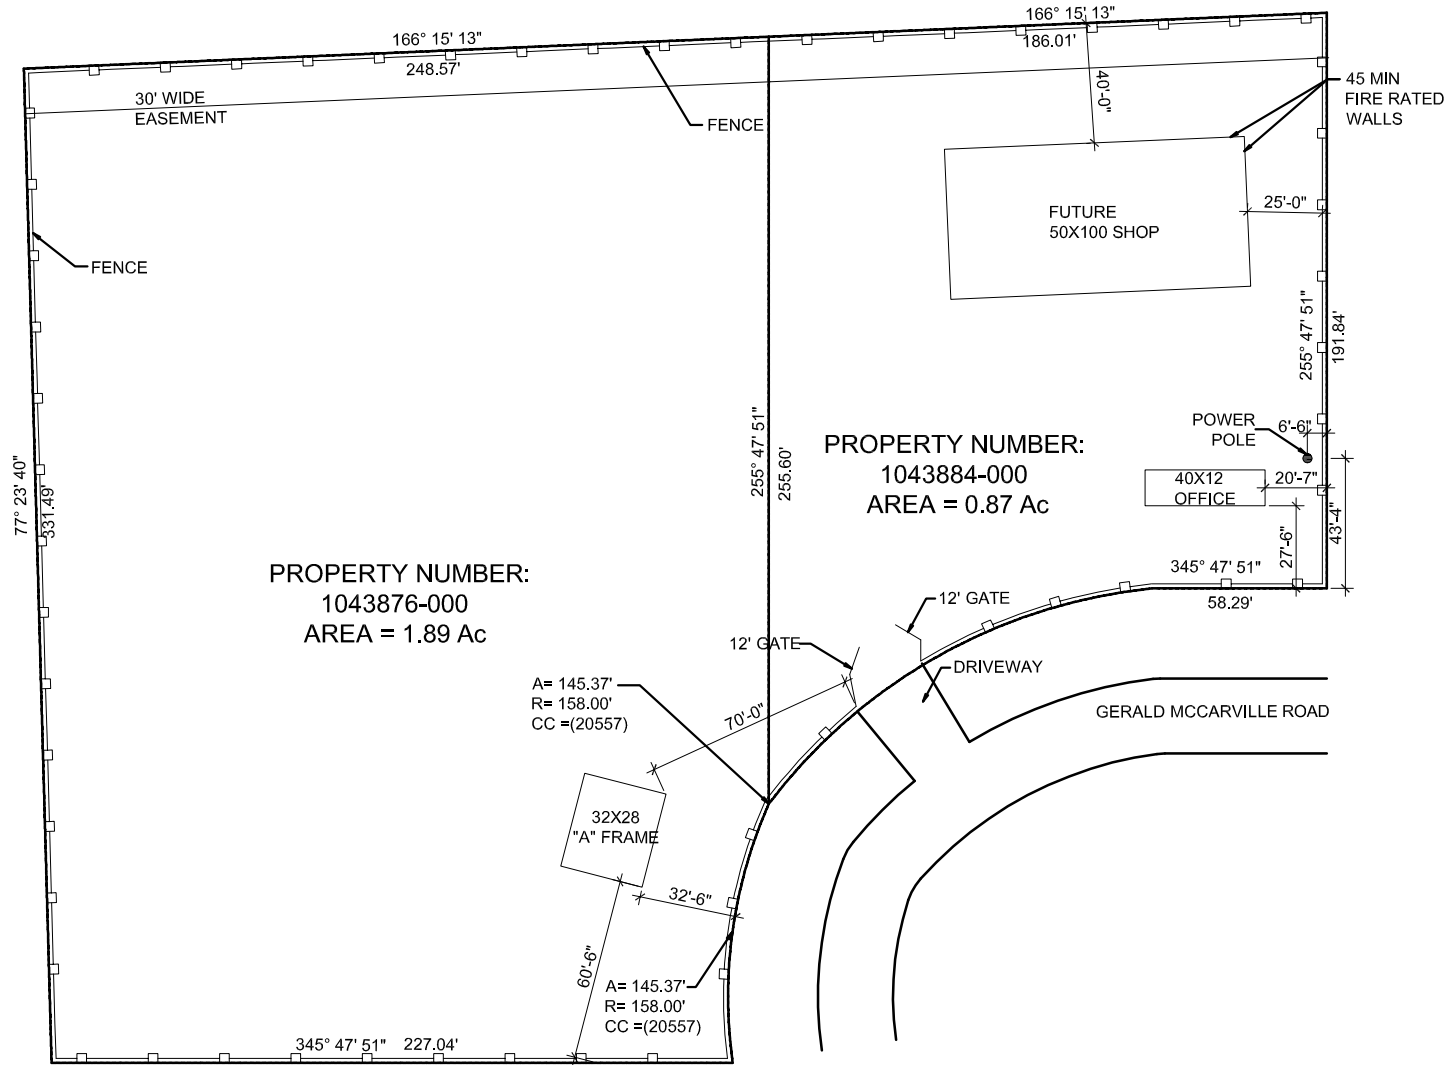 166° 15' 13"
166° 15' 13"
248.57'
186.01'
30' WIDE
EASEMENT
FENCE
40'-0"
45 MIN
FIRE RATED
WALLS
FENCE
FUTURE
50X100 SHOP
25'-0"
255° 47' 51"
191.84'
77° 23' 40"
331.49'
255° 47' 51"
255.60'
PROPERTY NUMBER:
1043884-000
AREA = 0.87 Ac
POWER
POLE
6'-6"
40X12
OFFICE
20'-7"
43'-4"
27'-6"
345° 47' 51"
58.29'
PROPERTY NUMBER:
1043876-000
AREA = 1.89 Ac
12' GATE
12' GATE
DRIVEWAY
A= 145.37'
R= 158.00'
CC =(20557)
70'-0"
GERALD MCCARVILLE ROAD
32X28
"A" FRAME
32'-6"
60'-6"
A= 145.37'
R= 158.00'
CC =(20557)
345° 47' 51" 227.04'